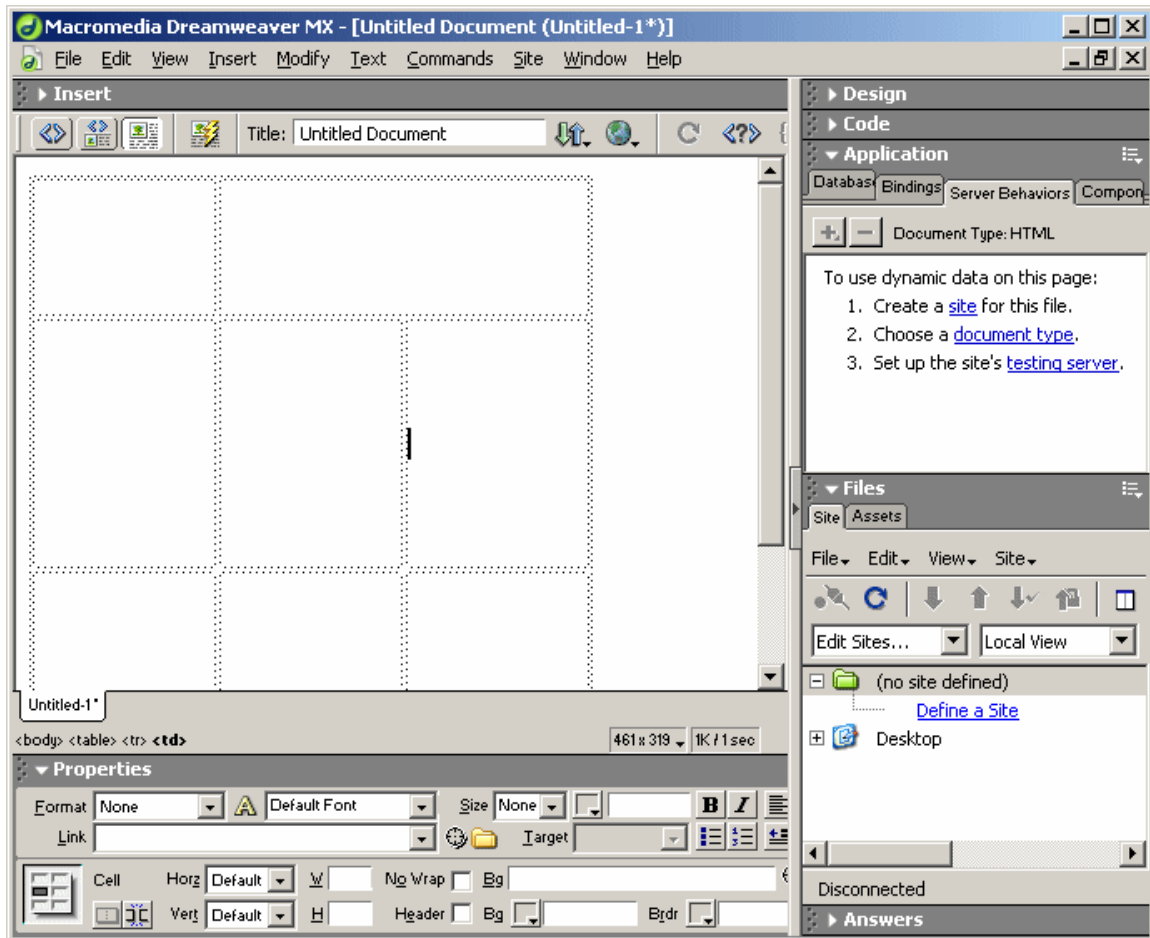 Macromedia Dreamweaver MX - [Untitled Document (Untitled-1*)]
File Edit View Insert Modify Text Commands Site Window Help
Insert
Title: Untitled Document
Untitled-1*
<body> <table> <tr> <td>
461 x 319 1K / 1 sec
Properties
Format None Default Font Size None B I
Link Target
Cell Horz Default W No Wrap Bg
Vert Default H Header Bg Brdr
Design
Code
Application
Databas Bindings Server Behaviors Compon
Document Type: HTML
To use dynamic data on this page:
1. Create a site for this file.
2. Choose a document type.
3. Set up the site's testing server.
Files
Site Assets
File Edit View Site
Edit Sites... Local View
(no site defined)
Define a Site
Desktop
Disconnected
Answers